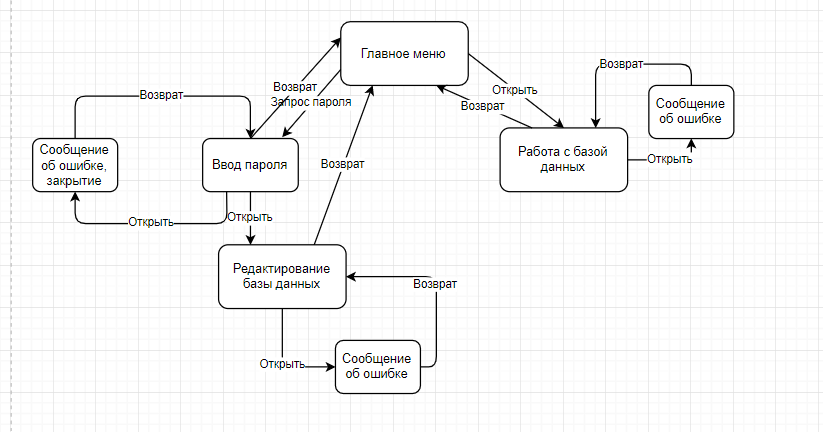 Главное меню
Возврат
Запрос пароля
Открыть
Возврат
Возврат
Сообщение
об ошибке
Возврат
Сообщение
об ошибке,
закрытие
Ввод пароля
Возврат
Работа с базой
данных
Открыть
Открыть
Открыть
Редактирование
базы данных
Возврат
Открыть
Сообщение
об ошибке